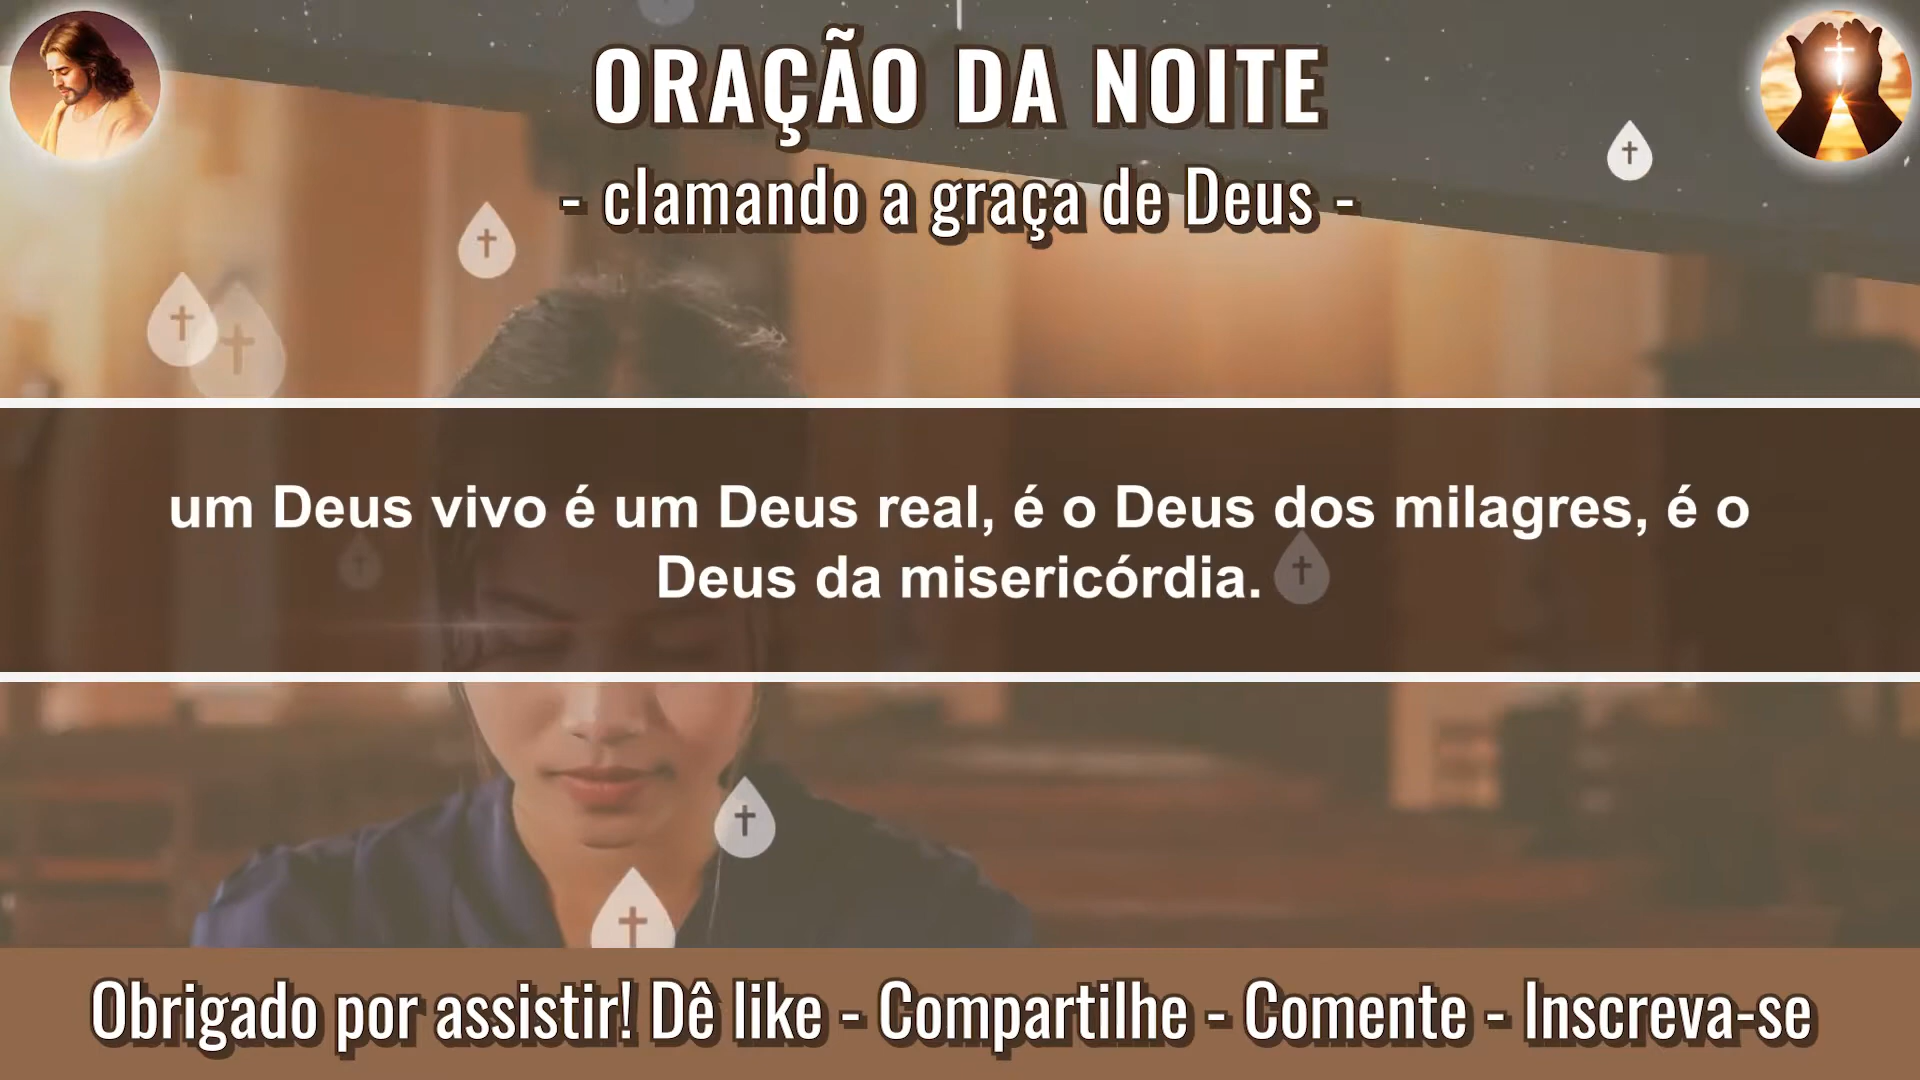 ORAÇÃO DA NOITE
- clamando a graça de Deus -
um Deus vivo é um Deus real, é o Deus dos milagres, é o
Deus da misericórdia.
Obrigado por assistir! Dê like - Compartilhe - Comente - Inscreva-se